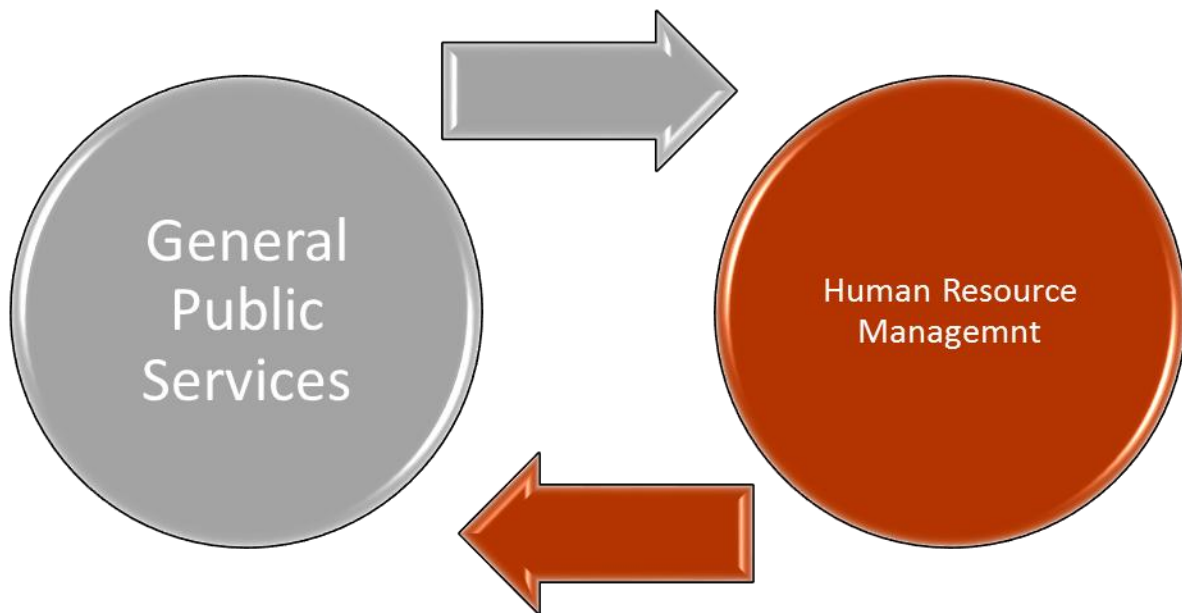 General
Public
Services
Human Resource
Managemnt